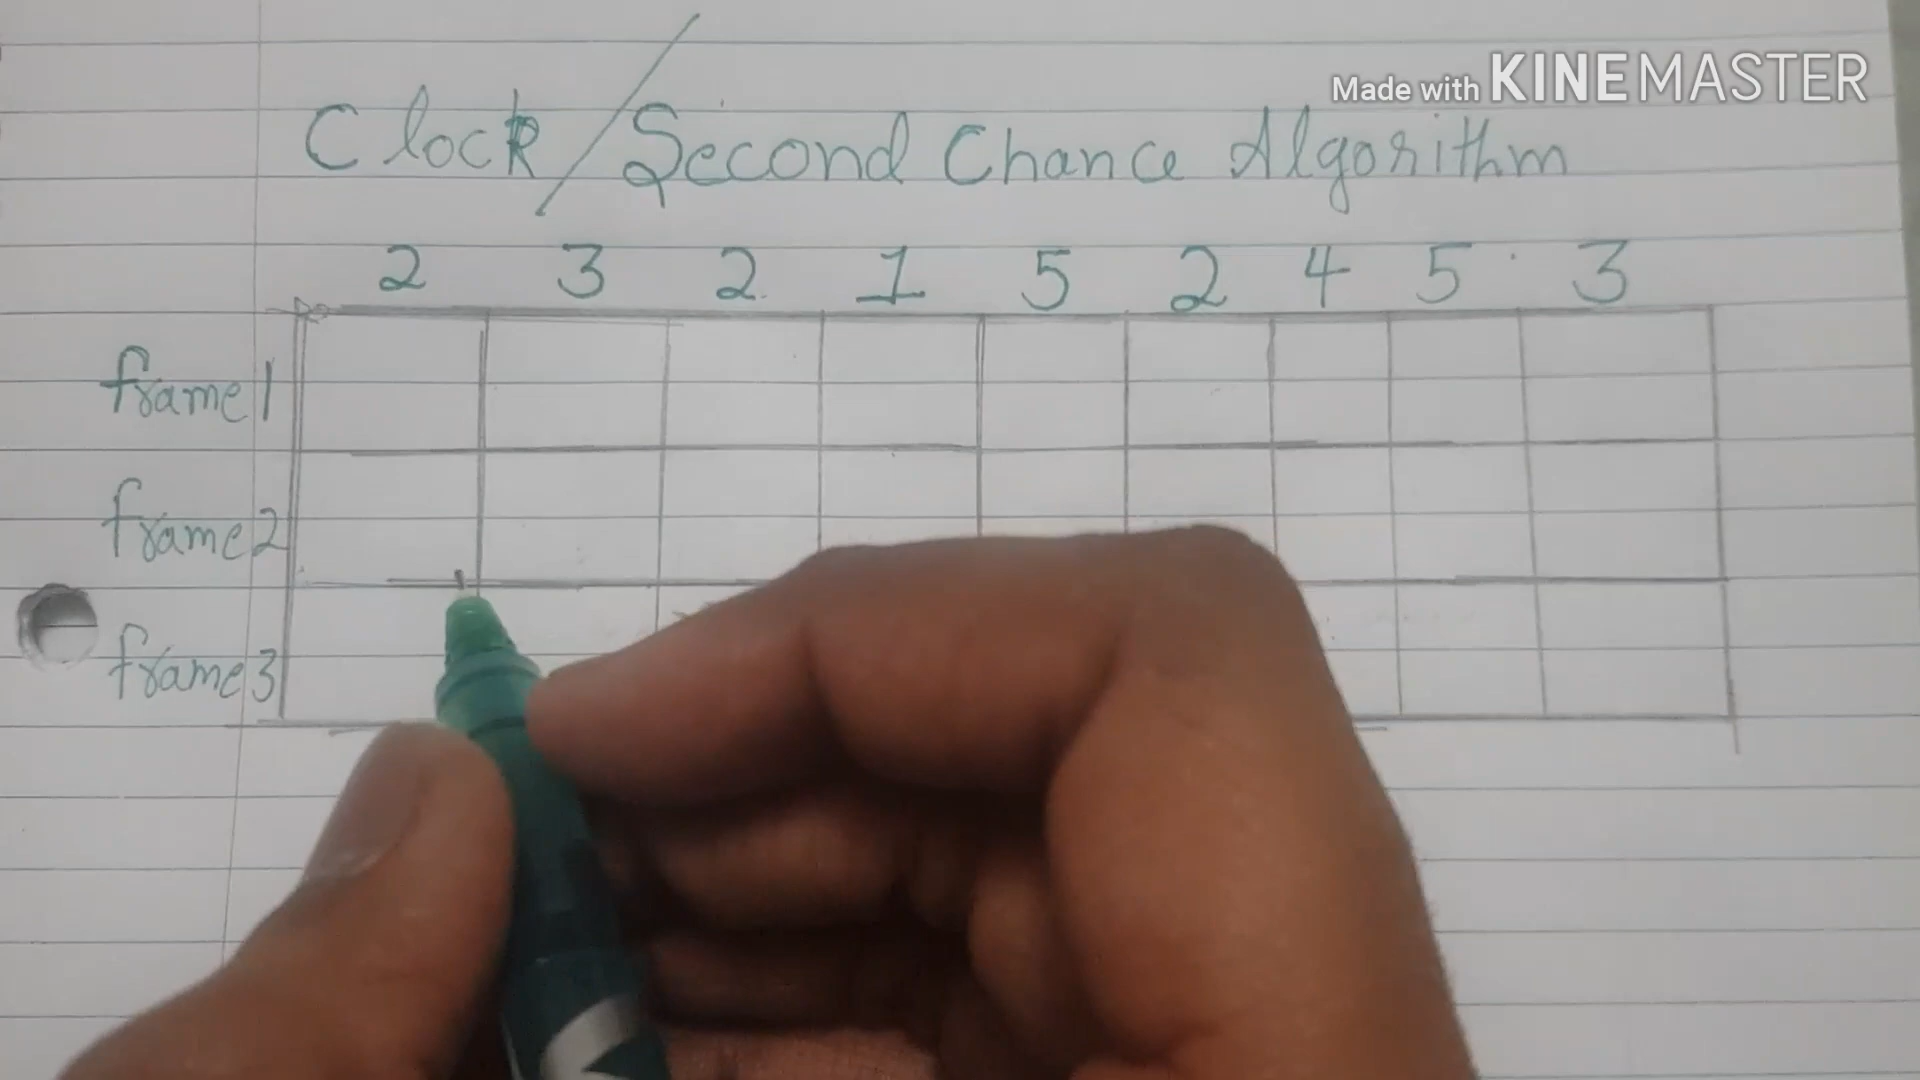 Made with KINEMASTER
Clock/Second Chance Algorithm
2 3 2 1 5 2 4 5 3
frame1
frame2
frame3